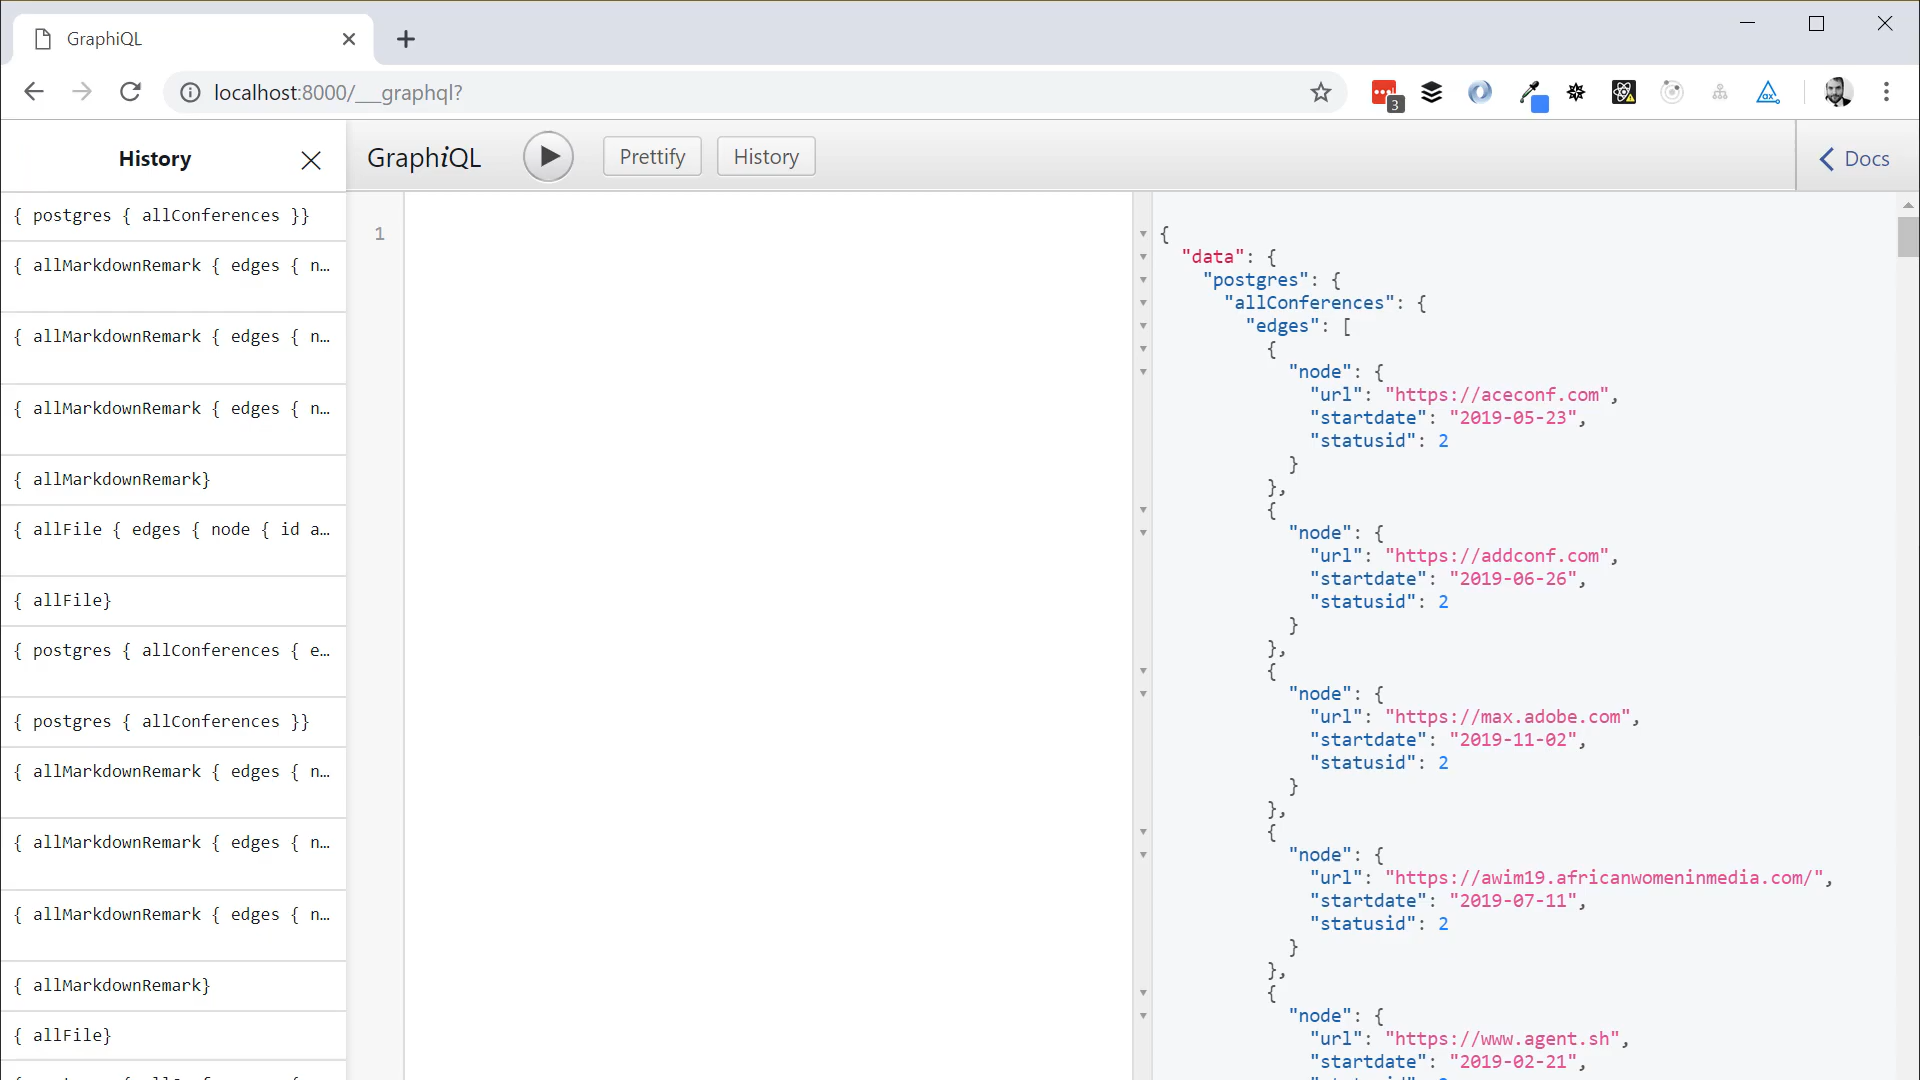 GraphiQL
localhost:8000/___graphql?
3
History
GraphiQL
Prettify
History
Docs
{ postgres { allConferences }}
{ allMarkdownRemark { edges { n…
{ allMarkdownRemark { edges { n…
{ allMarkdownRemark { edges { n…
{ allMarkdownRemark}
{ allFile { edges { node { id a…
{ allFile}
{ postgres { allConferences { e…
{ postgres { allConferences }}
{ allMarkdownRemark { edges { n…
{ allMarkdownRemark { edges { n…
{ allMarkdownRemark { edges { n…
{ allMarkdownRemark}
{ allFile}
1
{
"data": {
"postgres": {
"allConferences": {
"edges": [
{
"node": {
"url": "https://aceconf.com",
"startdate": "2019-05-23",
"statusid": 2
}
},
{
"node": {
"url": "https://addconf.com",
"startdate": "2019-06-26",
"statusid": 2
}
},
{
"node": {
"url": "https://max.adobe.com",
"startdate": "2019-11-02",
"statusid": 2
}
},
{
"node": {
"url": "https://awim19.africanwomeninmedia.com/",
"startdate": "2019-07-11",
"statusid": 2
}
},
{
"node": {
"url": "https://www.agent.sh",
"startdate": "2019-02-21",